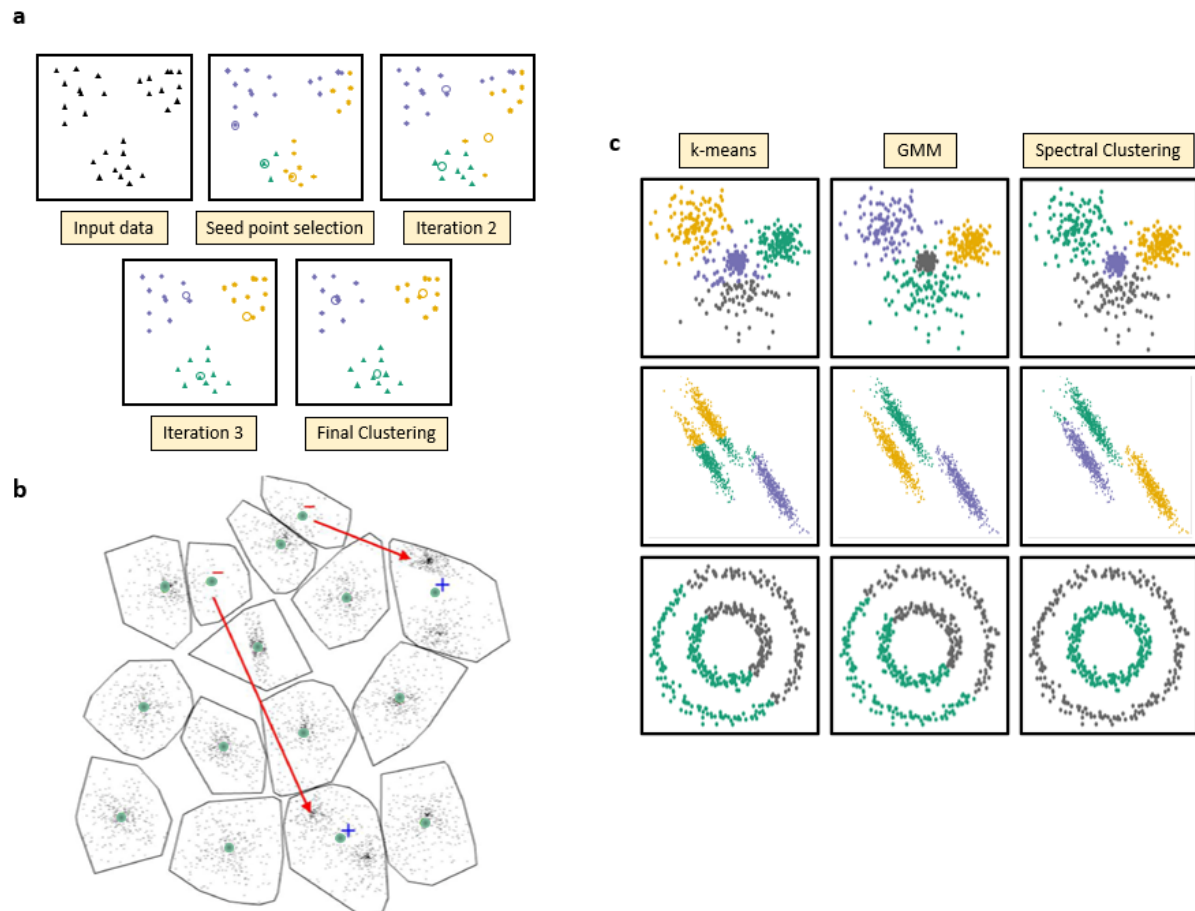 a
Input data
Seed point selection
Iteration 2
Iteration 3
Final Clustering
b
c
k-means
GMM
Spectral Clustering